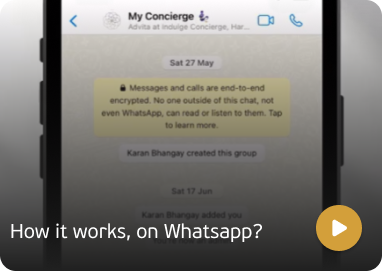 My Concierge
Advita at Indulge Concierge, Har...
Sat 27 May
Messages and calls are end-to-end
encrypted. No one outside of this chat, not
even WhatsApp, can read or listen to them. Tap
to learn more.
Karan Bhangay created this group
Sat 17 Jun
Karan Bhangay added you
How it works, on Whatsapp?